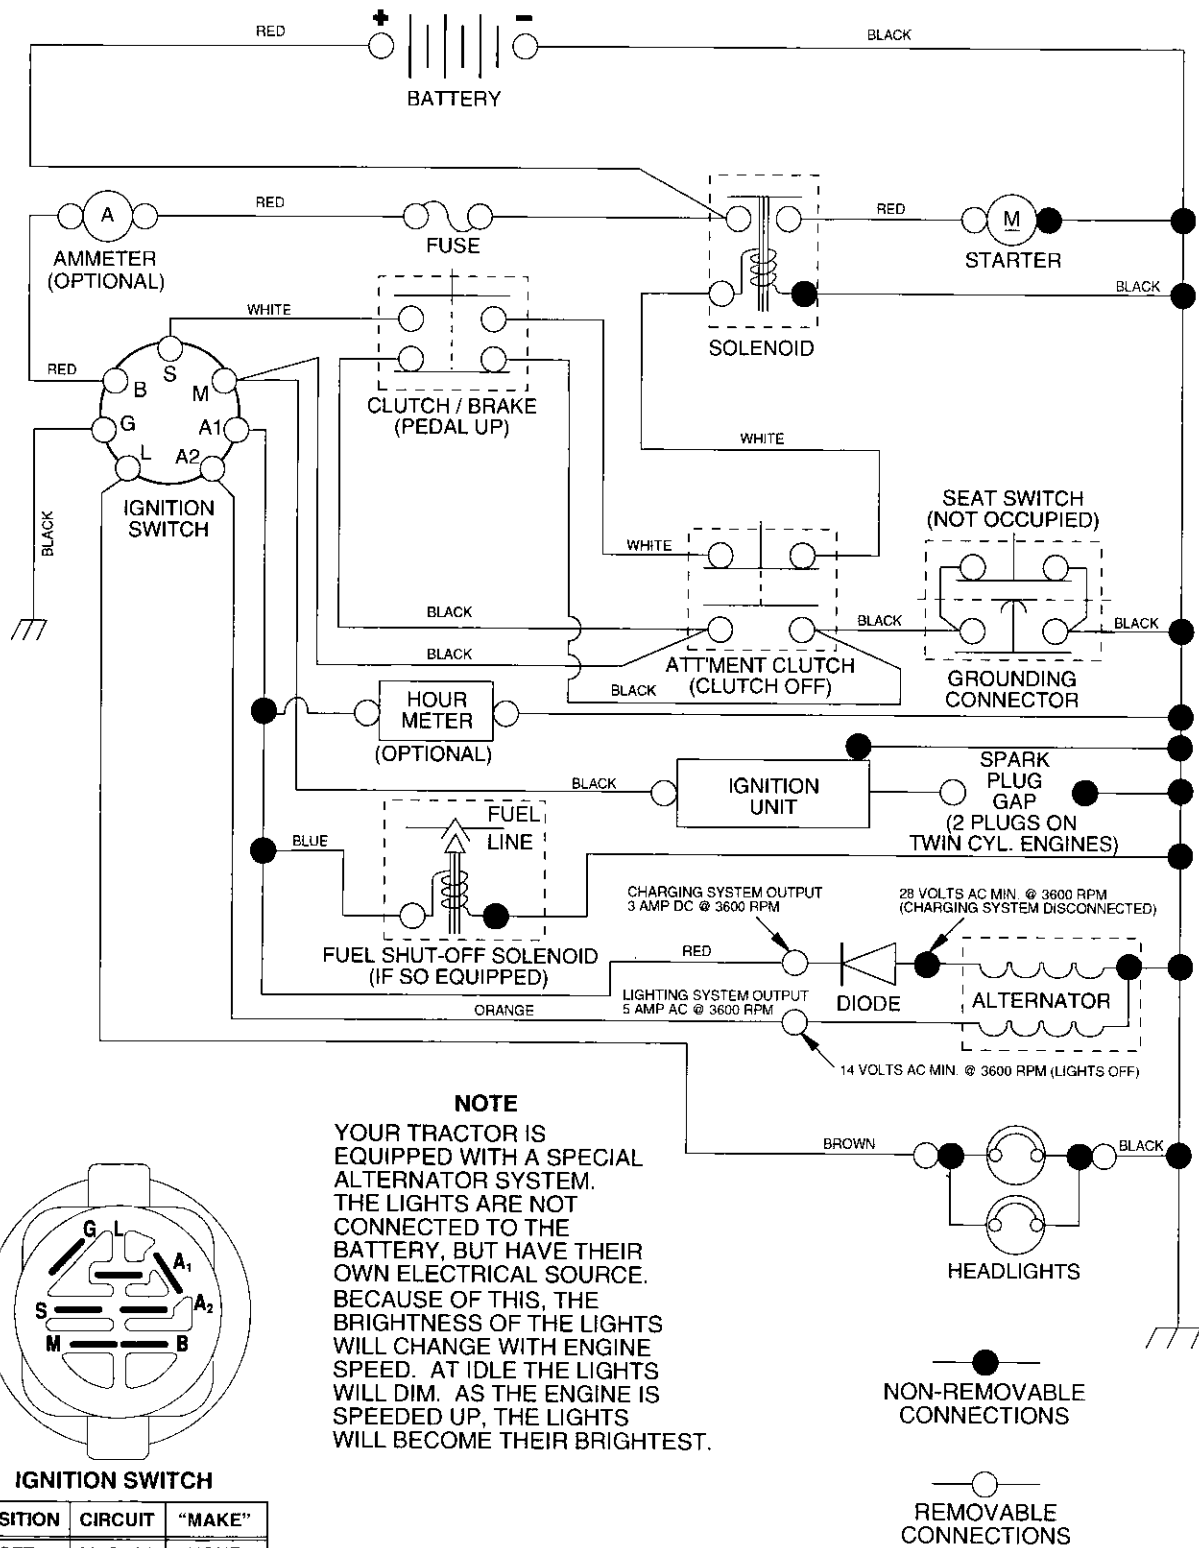 + -
RED
BLACK
BATTERY
RED
RED
A
M
FUSE
STARTER
AMMETER
(OPTIONAL)
BLACK
WHITE
SOLENOID
S
RED
B
M
CLUTCH / BRAKE
(PEDAL UP)
G
A1
L
A2
WHITE
IGNITION
SWITCH
SEAT SWITCH
(NOT OCCUPIED)
BLACK
WHITE
BLACK
BLACK
BLACK
BLACK
ATT'MENT CLUTCH
(CLUTCH OFF)
GROUNDING
CONNECTOR
BLACK
HOUR
METER
(OPTIONAL)
BLACK
IGNITION
UNIT
SPARK
PLUG
GAP
(2 PLUGS ON
TWIN CYL. ENGINES)
BLUE
FUEL
LINE
CHARGING SYSTEM OUTPUT
3 AMP DC @ 3600 RPM
28 VOLTS AC MIN. @ 3600 RPM
(CHARGING SYSTEM DISCONNECTED)
FUEL SHUT-OFF SOLENOID
(IF SO EQUIPPED)
RED
DIODE
ALTERNATOR
ORANGE
LIGHTING SYSTEM OUTPUT
5 AMP AC @ 3600 RPM
14 VOLTS AC MIN. @ 3600 RPM (LIGHTS OFF)
NOTE
YOUR TRACTOR IS
EQUIPPED WITH A SPECIAL
ALTERNATOR SYSTEM.
THE LIGHTS ARE NOT
CONNECTED TO THE
BATTERY, BUT HAVE THEIR
OWN ELECTRICAL SOURCE.
BECAUSE OF THIS, THE
BRIGHTNESS OF THE LIGHTS
WILL CHANGE WITH ENGINE
SPEED. AT IDLE THE LIGHTS
WILL DIM. AS THE ENGINE IS
SPEEDED UP, THE LIGHTS
WILL BECOME THEIR BRIGHTEST.
BROWN
BLACK
HEADLIGHTS
G L
A1
S
A2
M
B
IGNITION SWITCH
SITION CIRCUIT "MAKE"
NON-REMOVABLE
CONNECTIONS
REMOVABLE
CONNECTIONS